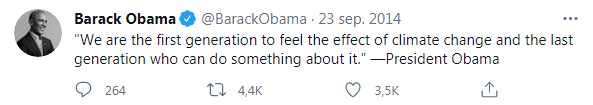 Barack Obama @BarackObama · 23 sep. 2014
"We are the first generation to feel the effect of climate change and the last
generation who can do something about it." —President Obama
264 4,4K 3,5K